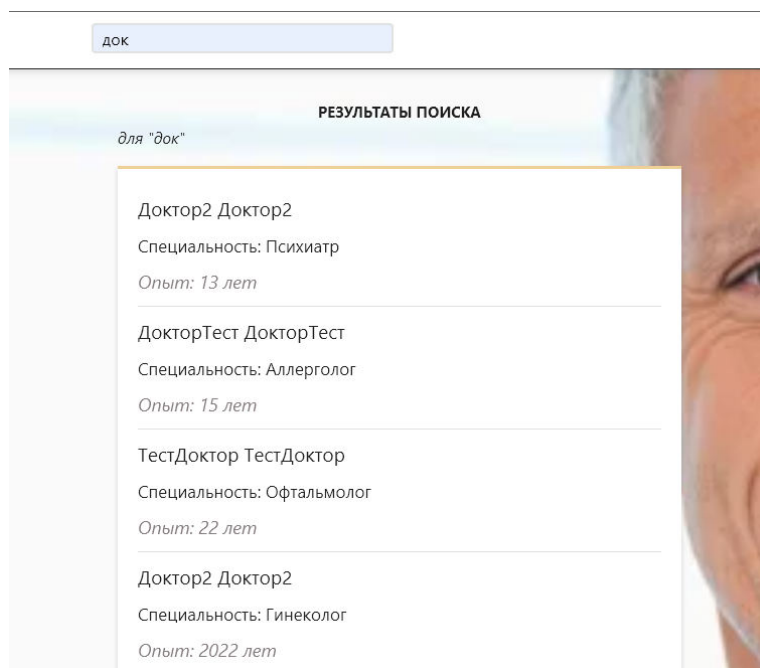 док
РЕЗУЛЬТАТЫ ПОИСКА
для "док"
Доктор2 Доктор2
Специальность: Психиатр
Опыт: 13 лет
ДокторТест ДокторТест
Специальность: Аллерголог
Опыт: 15 лет
ТестДоктор ТестДоктор
Специальность: Офтальмолог
Опыт: 22 лет
Доктор2 Доктор2
Специальность: Гинеколог
Опыт: 2022 лет